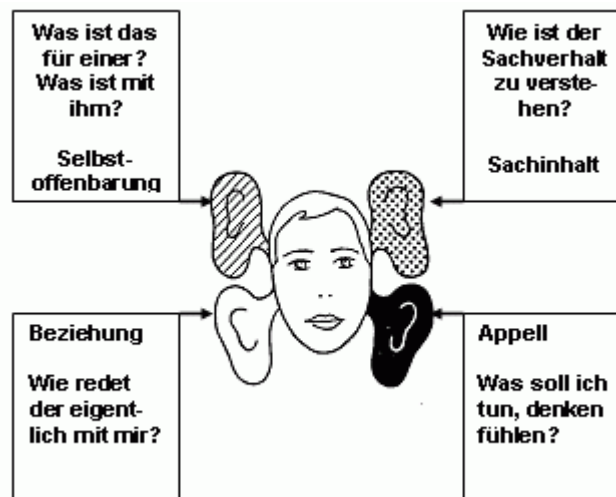 Was ist das
für einer?
Was ist mit
ihm?
Selbst-
offenbarung
Wie ist der
Sachverhalt
zu verste-
hen?
Sachinhalt
Beziehung
Wie redet
der eigent-
lich mit mir?
Appell
Was soll ich
tun, denken
fühlen?